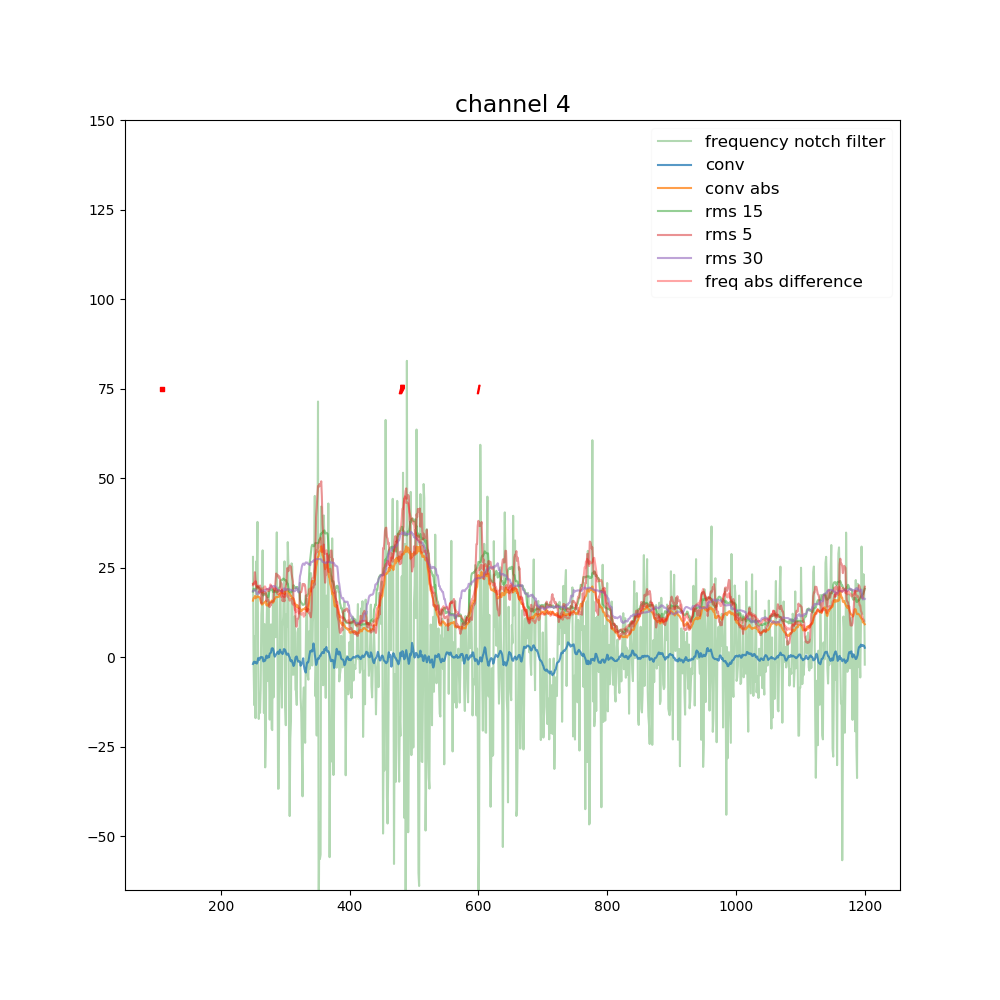 channel 4
150
125
100
75
50
25
0
−25
−50
200 400 600 800 1000 1200
frequency notch filter
conv
conv abs
rms 15
rms 5
rms 30
freq abs difference